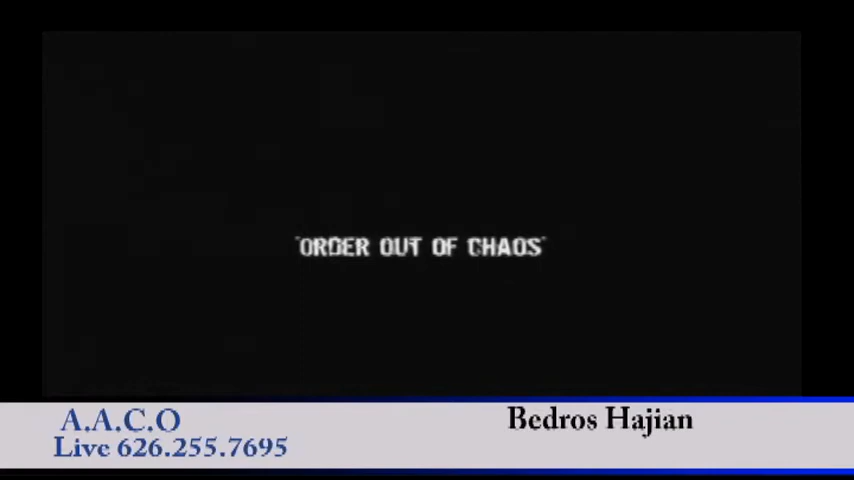 "ORDER OUT OF CHAOS"
A.A.C.O
Live 626.255.7695
Bedros Hajian